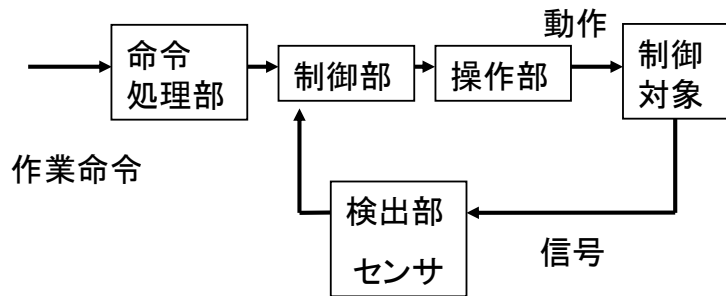 動作
命令
処理部
制御部
操作部
制御
対象
作業命令
検出部
センサ
信号